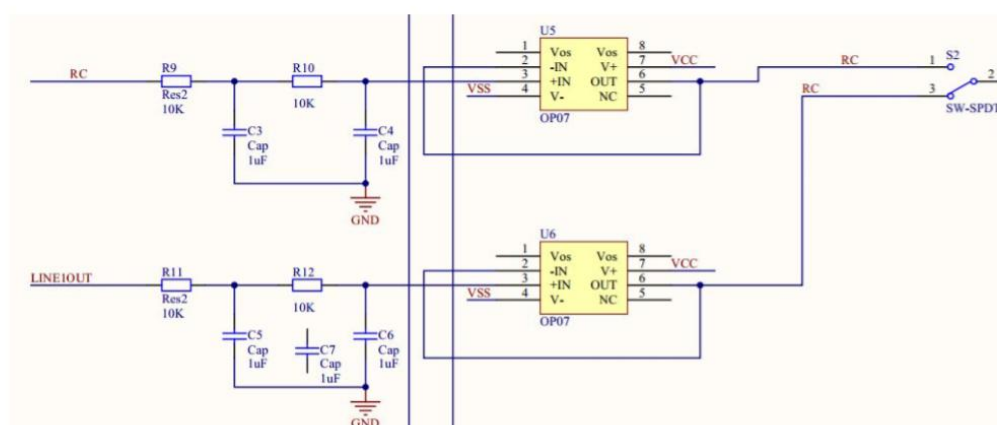 U5
1 Vos Vos 8
2 -IN V+ 7 VCC
3 +IN OUT 6
VSS 4 V- NC 5
OP07
RC
R9
Res2
10K
R10
10K
C3
Cap
1uF
C4
Cap
1uF
GND
RC
RC
1 S2
2
3
SW-SPDT
U6
1 Vos Vos 8
2 -IN V+ 7 VCC
3 +IN OUT 6
VSS 4 V- NC 5
OP07
LINE1OUT
R11
Res2
10K
R12
10K
C5
Cap
1uF
C7
Cap
1uF
C6
Cap
1uF
GND